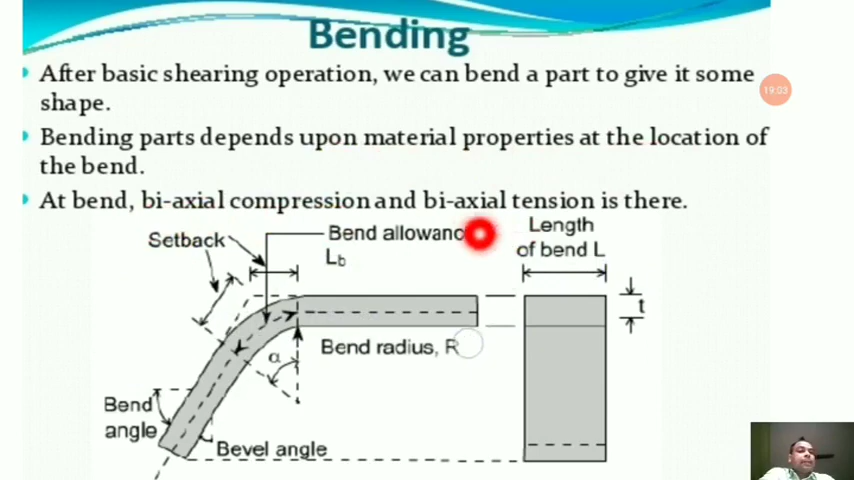 Bending
After basic shearing operation, we can bend a part to give it some
shape.
19:03
Bending parts depends upon material properties at the location of
the bend.
At bend, bi-axial compression and bi-axial tension is there.
Setback
Bend allowanc
Lb
Length
of bend L
t
Bend radius, R
α
Bend
angle
Bevel angle